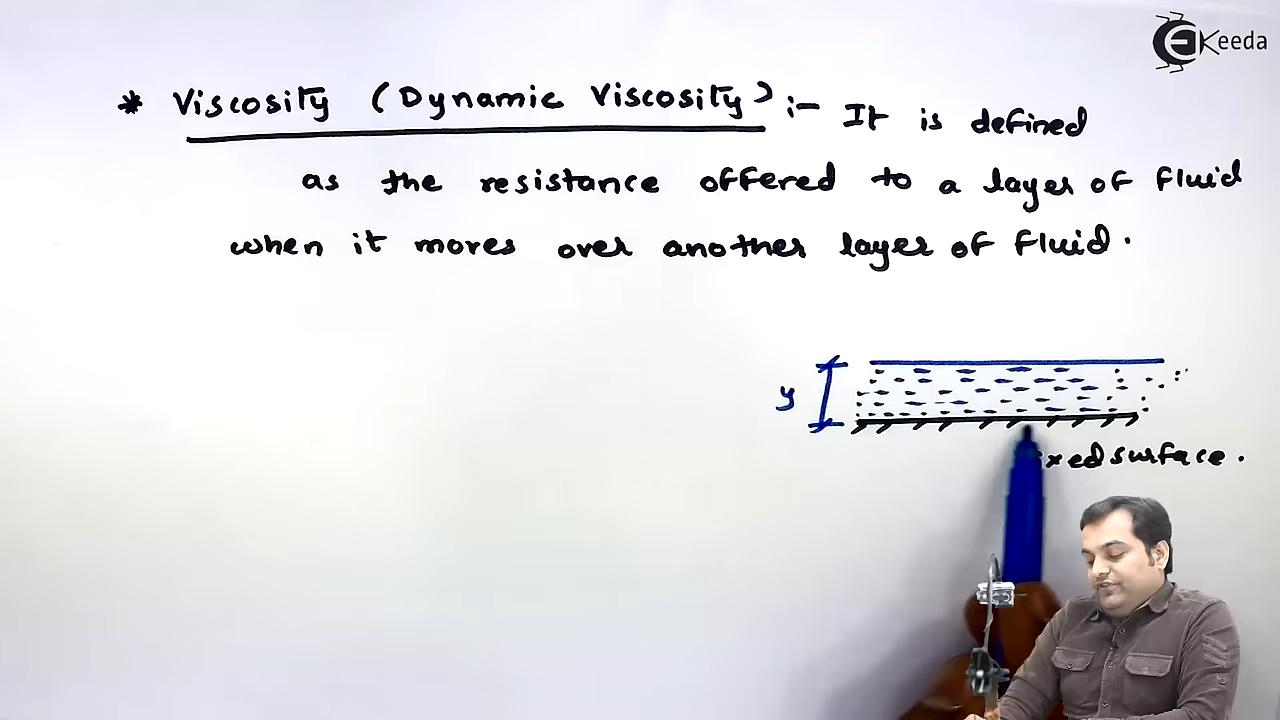 EKeeda
* Viscosity (Dynamic Viscosity) :- It is defined
as the resistance offered to a layer of fluid
when it moves over another layer of fluid.
y
xed surface.